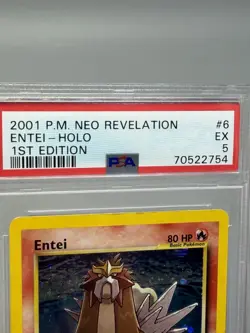 2001 P.M. NEO REVELATION #6
ENTEI - HOLO EX
1ST EDITION 5
PSA 70522754
Entei 80 HP
Basic Pokémon